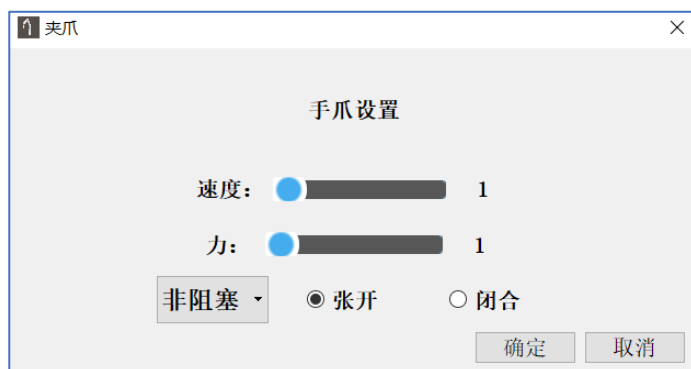 夹爪
手爪设置
速度： 1
力： 1
非阻塞 张开 闭合
确定 取消